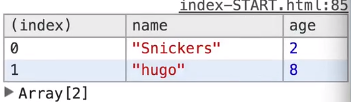 index-START.html:85
(index) name age
0 "Snickers" 2
1 "hugo" 8
▶ Array[2]